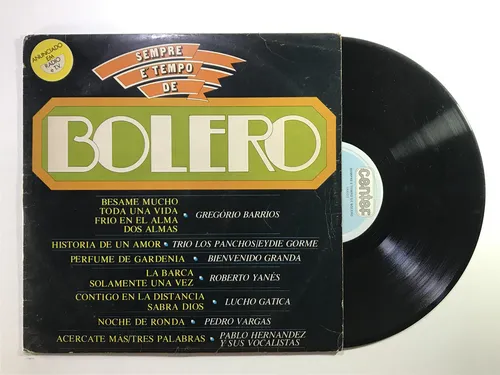 ANUNCIADO
EM
RÁDIO
e TV
SEMPRE
E TEMPO
DE
BOLERO
BESAME MUCHO
TODA UNA VIDA
FRIO EN EL ALMA
DOS ALMAS
• GREGÓRIO BARRIOS
HISTORIA DE UN AMOR • TRIO LOS PANCHOS/EYDIE GORME
PERFUME DE GARDENIA • BIENVENIDO GRANDA
LA BARCA
SOLAMENTE UNA VEZ
• ROBERTO YANÉS
CONTIGO EN LA DISTANCIA
SABRA DIOS
• LUCHO GATICA
NOCHE DE RONDA • PEDRO VARGAS
ACERCATE MAS/TRES PALABRAS • PABLO HERNANDEZ
Y SUS VOCALISTAS
center